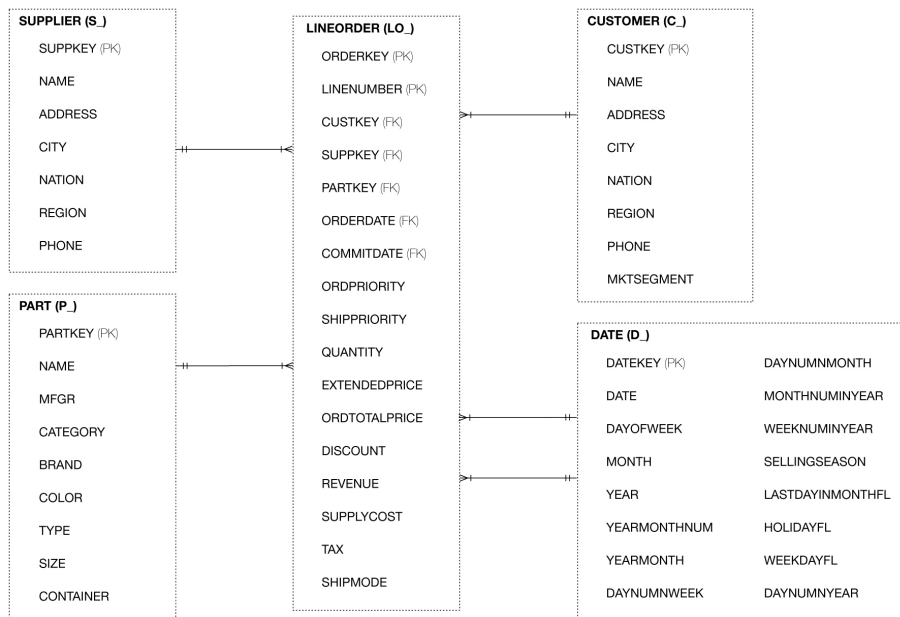 SUPPLIER (S_)
SUPPKEY (PK)
NAME
ADDRESS
CITY
NATION
REGION
PHONE
PART (P_)
PARTKEY (PK)
NAME
MFGR
CATEGORY
BRAND
COLOR
TYPE
SIZE
CONTAINER
LINEORDER (LO_)
ORDERKEY (PK)
LINENUMBER (PK)
CUSTKEY (FK)
SUPPKEY (FK)
PARTKEY (FK)
ORDERDATE (FK)
COMMITDATE (FK)
ORDPRIORITY
SHIPPRIORITY
QUANTITY
EXTENDEDPRICE
ORDTOTALPRICE
DISCOUNT
REVENUE
SUPPLYCOST
TAX
SHIPMODE
CUSTOMER (C_)
CUSTKEY (PK)
NAME
ADDRESS
CITY
NATION
REGION
PHONE
MKTSEGMENT
DATE (D_)
DATEKEY (PK)
DATE
DAYOFWEEK
MONTH
YEAR
YEARMONTHNUM
YEARMONTH
DAYNUMNWEEK
DAYNUMNMONTH
MONTHNUMINYEAR
WEEKNUMINYEAR
SELLINGSEASON
LASTDAYINMONTHFL
HOLIDAYFL
WEEKDAYFL
DAYNUMNYEAR